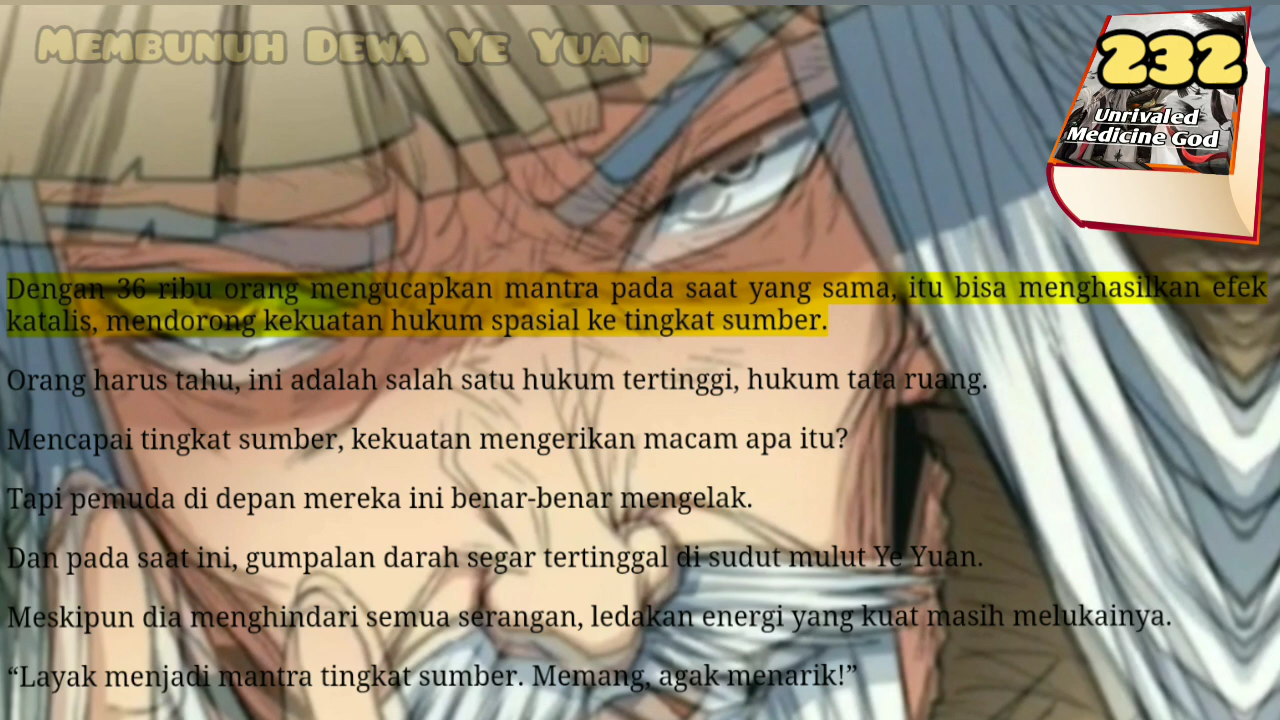 Membunuh Dewa Ye Yuan
232
Unrivaled
Medicine God
Dengan 36 ribu orang mengucapkan mantra pada saat yang sama, itu bisa menghasilkan efek
katalis, mendorong kekuatan hukum spasial ke tingkat sumber.
Orang harus tahu, ini adalah salah satu hukum tertinggi, hukum tata ruang.
Mencapai tingkat sumber, kekuatan mengerikan macam apa itu?
Tapi pemuda di depan mereka ini benar-benar mengelak.
Dan pada saat ini, gumpalan darah segar tertinggal di sudut mulut Ye Yuan.
Meskipun dia menghindari semua serangan, ledakan energi yang kuat masih melukainya.
“Layak menjadi mantra tingkat sumber. Memang, agak menarik!”